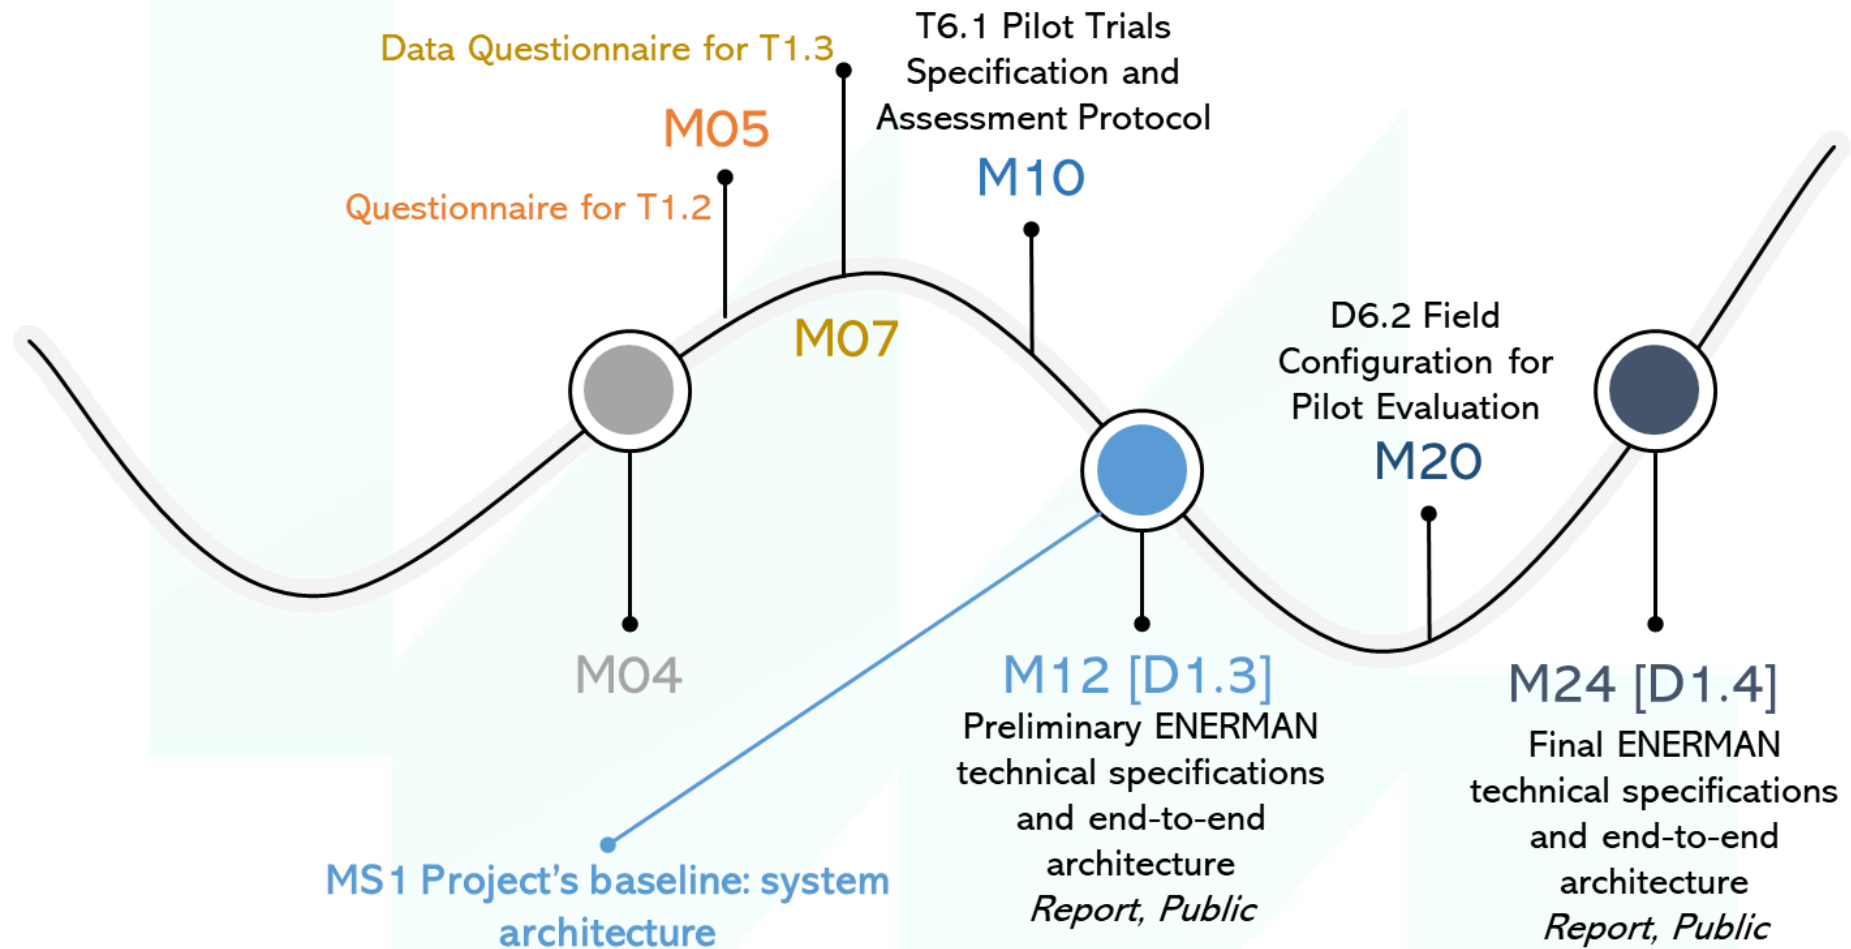 Data Questionnaire for T1.3
M05
Questionnaire for T1.2
M07
T6.1 Pilot Trials
Specification and
Assessment Protocol
M10
D6.2 Field
Configuration for
Pilot Evaluation
M20
M04
M12 [D1.3]
Preliminary ENERMAN
technical specifications
and end-to-end
architecture
Report, Public
M24 [D1.4]
Final ENERMAN
technical specifications
and end-to-end
architecture
Report, Public
MS1 Project’s baseline: system
architecture